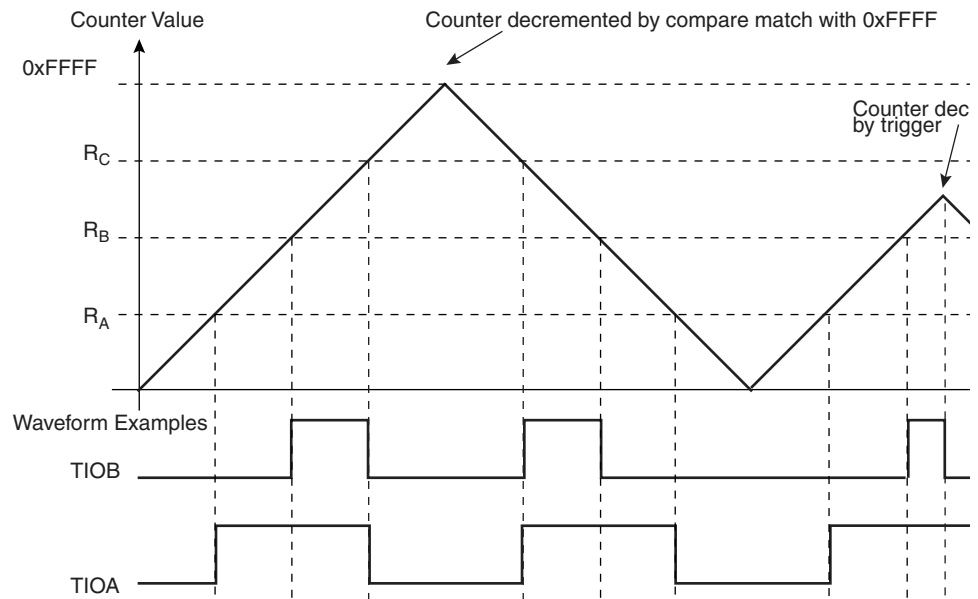 Counter Value
Counter decremented by compare match with 0xFFFF
0xFFFF
Counter dec
by trigger
RC
RB
RA
Waveform Examples
TIOB
TIOA